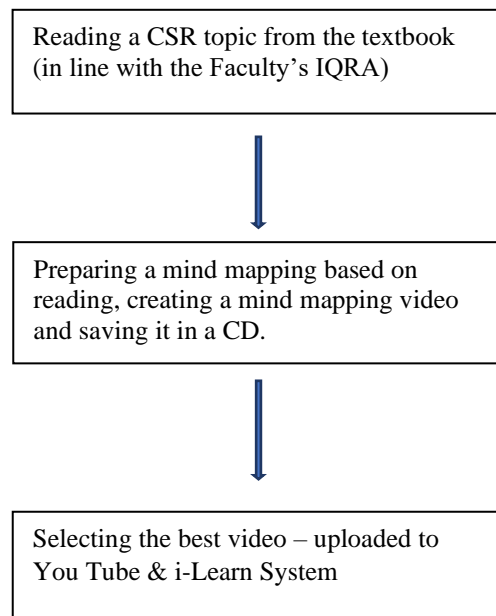 Reading a CSR topic from the textbook
(in line with the Faculty’s IQRA)
Preparing a mind mapping based on
reading, creating a mind mapping video
and saving it in a CD.
Selecting the best video – uploaded to
You Tube & i-Learn System